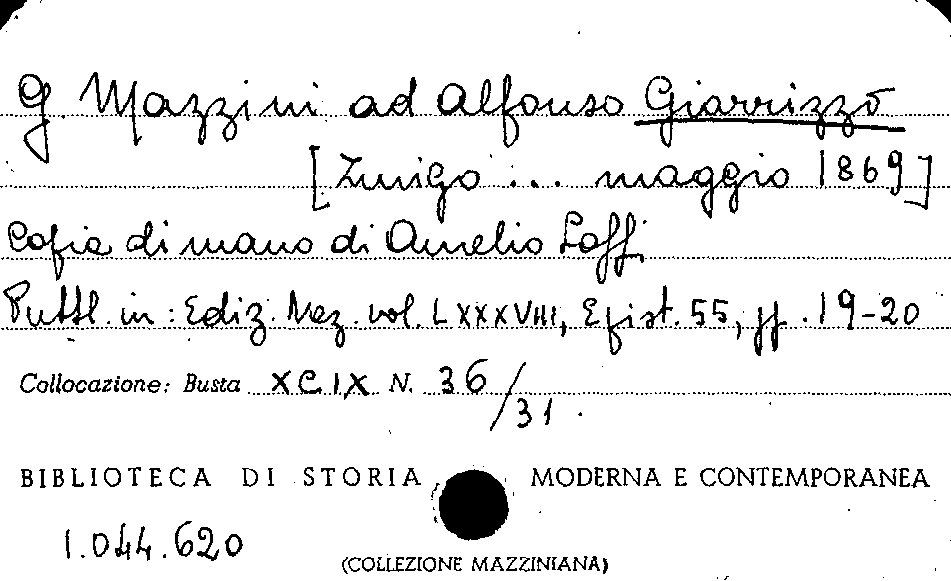 G. Mazzini ad Alfonso Giarrizzo
[Zurigo ... maggio 1869]
Copia di mano di Aurelio Saffi
Pubbl. in: Ediz. Naz. vol. LXXXVIII, Epist. 55, pp. 19-20
Collocazione: Busta XCIX N. 36/31.
BIBLIOTECA DI STORIA MODERNA E CONTEMPORANEA
1.044.620
(COLLEZIONE MAZZINIANA)